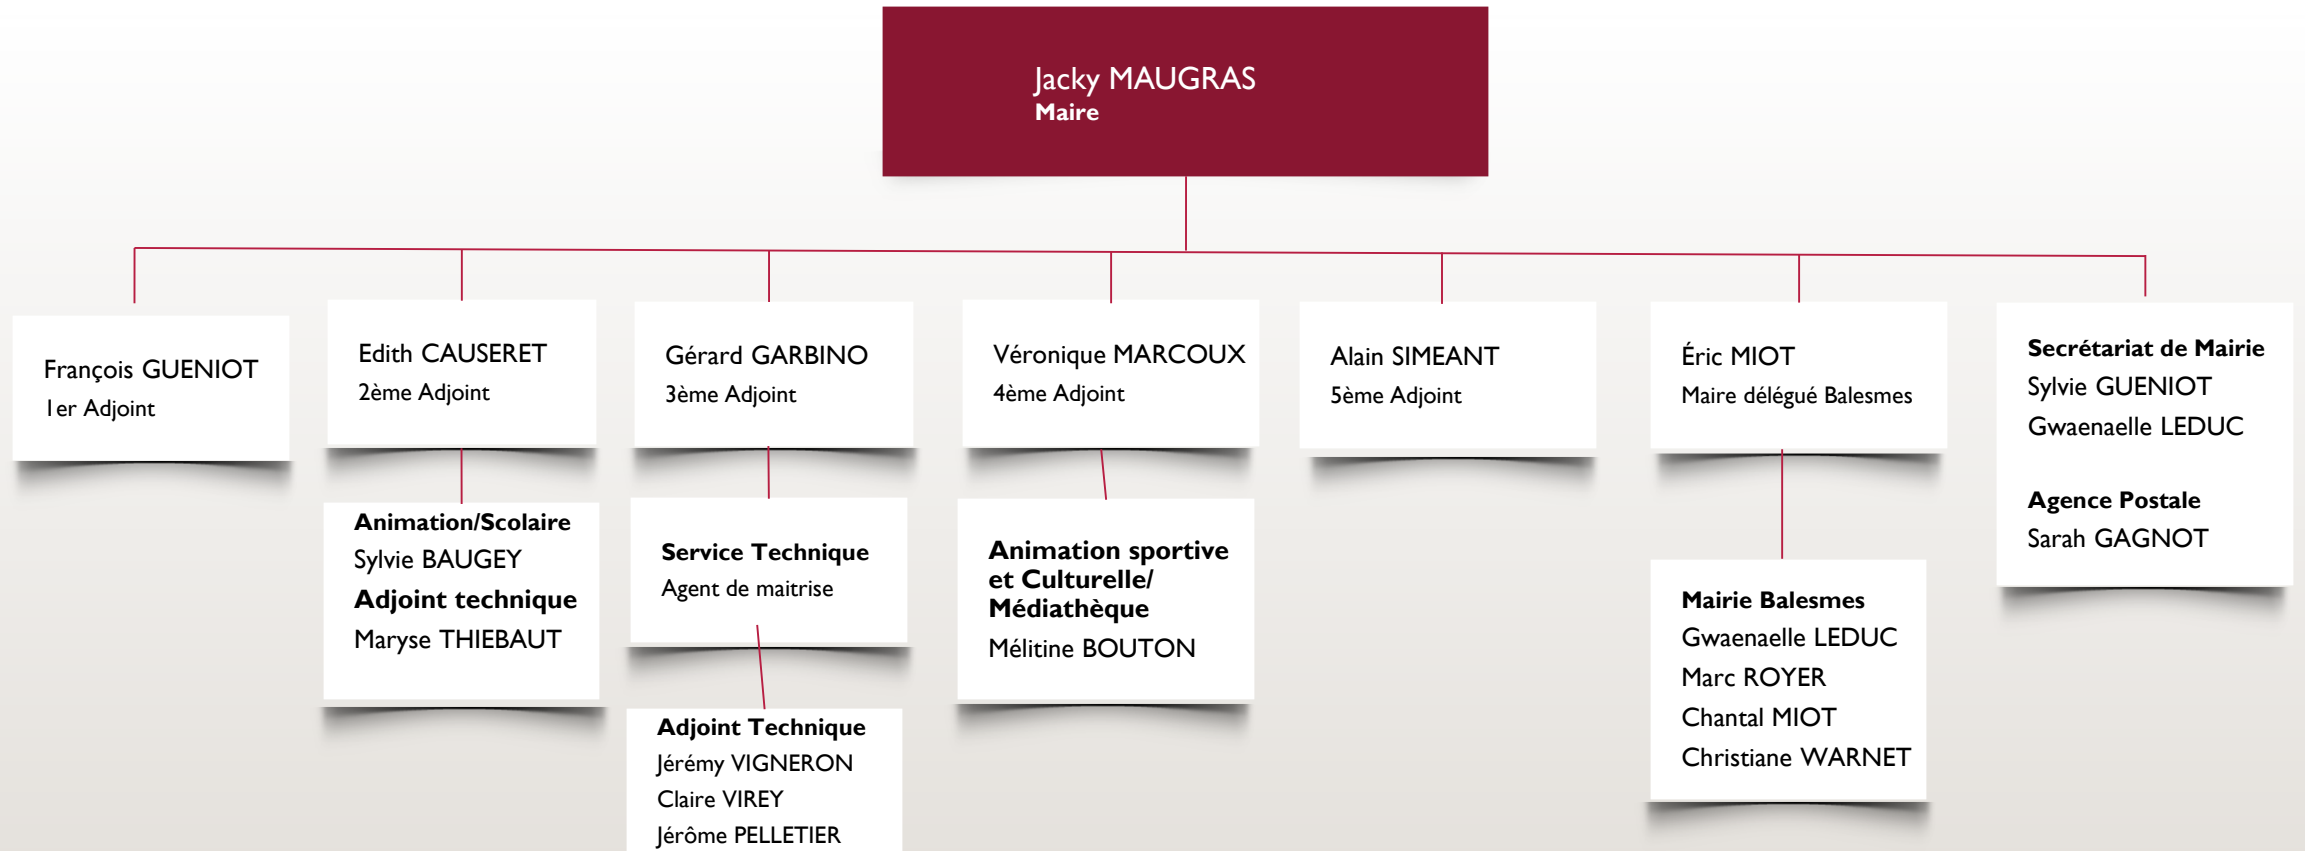 Jacky MAUGRAS
Maire
François GUENIOT
1er Adjoint
Edith CAUSERET
2ème Adjoint
Gérard GARBINO
3ème Adjoint
Véronique MARCOUX
4ème Adjoint
Alain SIMEANT
5ème Adjoint
Éric MIOT
Maire délégué Balesmes
Secrétariat de Mairie
Sylvie GUENIOT
Gwaenaelle LEDUC
Agence Postale
Sarah GAGNOT
Animation/Scolaire
Sylvie BAUGEY
Adjoint technique
Maryse THIEBAUT
Service Technique
Agent de maitrise
Adjoint Technique
Jérémy VIGNERON
Claire VIREY
Jérôme PELLETIER
Animation sportive
et Culturelle/
Médiathèque
Mélitine BOUTON
Mairie Balesmes
Gwaenaelle LEDUC
Marc ROYER
Chantal MIOT
Christiane WARNET